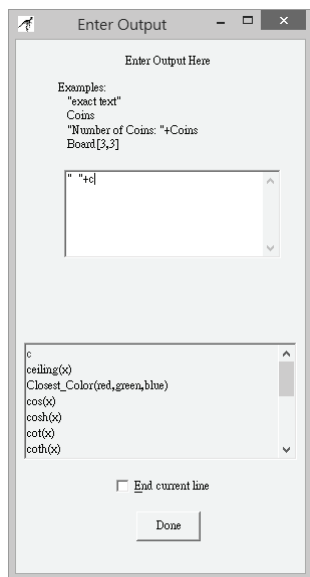 Enter Output
Enter Output Here
Examples:
"exact text"
Coins
"Number of Coins: "+Coins
Board[3,3]
" "+c
c
ceiling(x)
Closest_Color(red,green,blue)
cos(x)
cosh(x)
cot(x)
coth(x)
End current line
Done